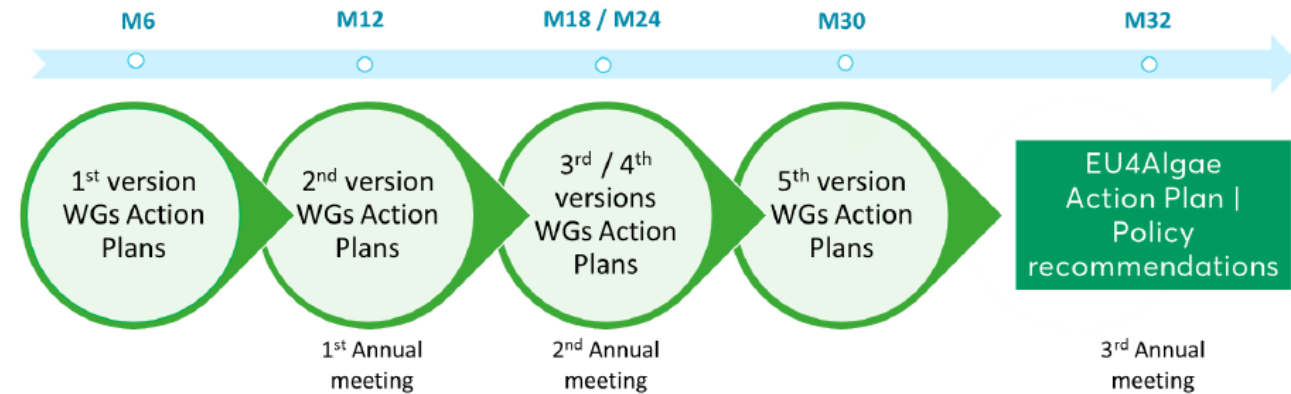 M6
M12
M18 / M24
M30
M32
1st version
WGs Action
Plans
2nd version
WGs Action
Plans
3rd / 4th
versions
WGs Action
Plans
5th version
WGs Action
Plans
EU4Algae
Action Plan |
Policy
recommendations
1st Annual
meeting
2nd Annual
meeting
3rd Annual
meeting